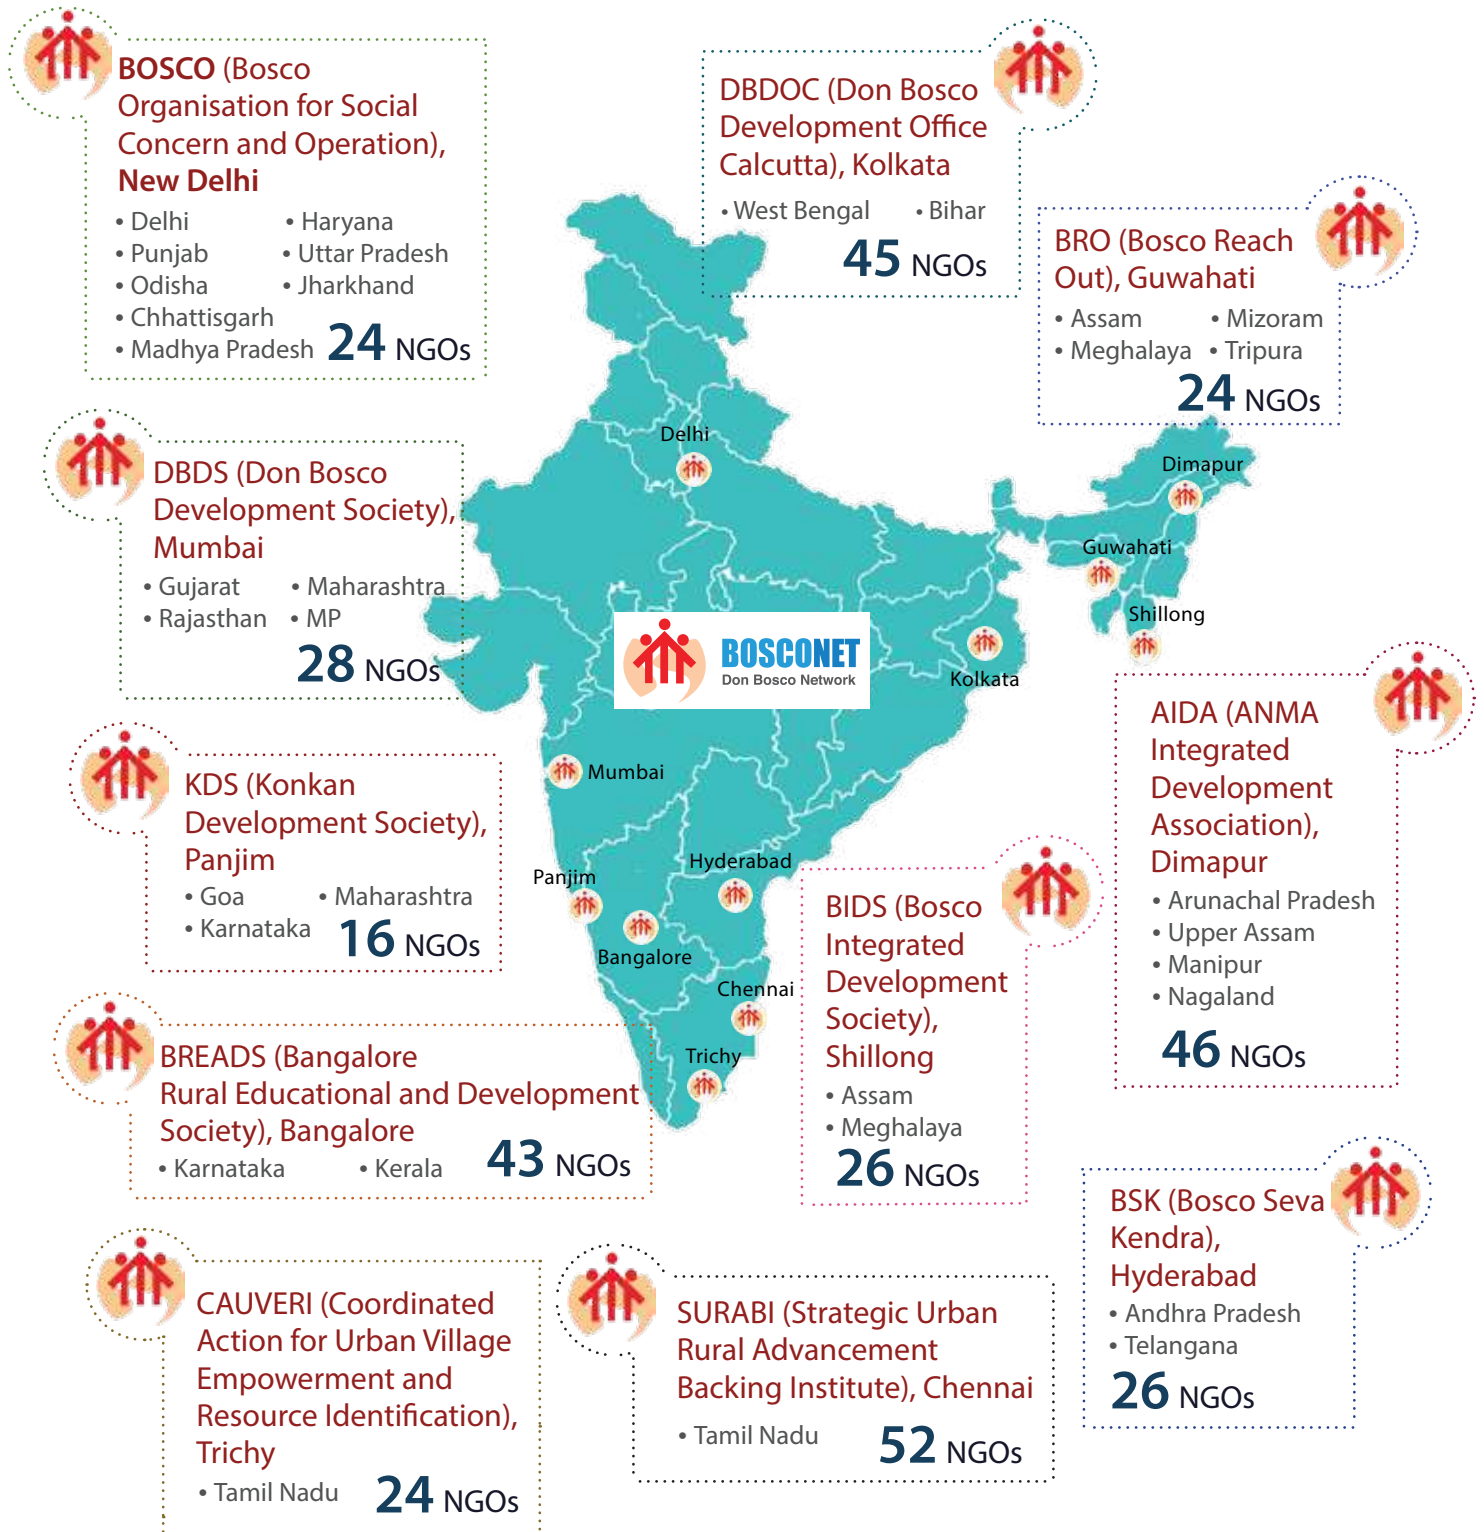 BOSCO (Bosco
Organisation for Social
Concern and Operation),
New Delhi
• Delhi • Haryana
• Punjab • Uttar Pradesh
• Odisha • Jharkhand
• Chhattisgarh
• Madhya Pradesh 24 NGOs
DBDOC (Don Bosco
Development Office
Calcutta), Kolkata
• West Bengal • Bihar
45 NGOs
BRO (Bosco Reach
Out), Guwahati
• Assam • Mizoram
• Meghalaya • Tripura
24 NGOs
DBDS (Don Bosco
Development Society),
Mumbai
• Gujarat • Maharashtra
• Rajasthan • MP
28 NGOs
Delhi
Dimapur
Guwahati
Shillong
Kolkata
BOSCONET
Don Bosco Network
Mumbai
Hyderabad
Panjim
Bangalore
Chennai
Trichy
KDS (Konkan
Development Society),
Panjim
• Goa • Maharashtra
• Karnataka 16 NGOs
AIDA (ANMA
Integrated
Development
Association),
Dimapur
• Arunachal Pradesh
• Upper Assam
• Manipur
• Nagaland
46 NGOs
BIDS (Bosco
Integrated
Development
Society),
Shillong
• Assam
• Meghalaya
26 NGOs
BREADS (Bangalore
Rural Educational and Development
Society), Bangalore
• Karnataka • Kerala 43 NGOs
BSK (Bosco Seva
Kendra),
Hyderabad
• Andhra Pradesh
• Telangana
26 NGOs
CAUVERI (Coordinated
Action for Urban Village
Empowerment and
Resource Identification),
Trichy
• Tamil Nadu 24 NGOs
SURABI (Strategic Urban
Rural Advancement
Backing Institute), Chennai
• Tamil Nadu 52 NGOs